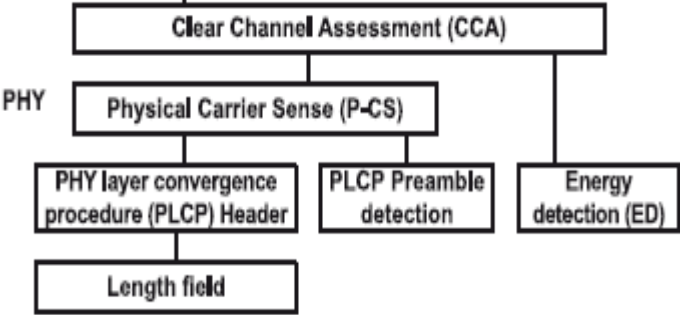 Clear Channel Assessment (CCA)
PHY
Physical Carrier Sense (P-CS)
PHY layer convergence
procedure (PLCP) Header
PLCP Preamble
detection
Energy
detection (ED)
Length field